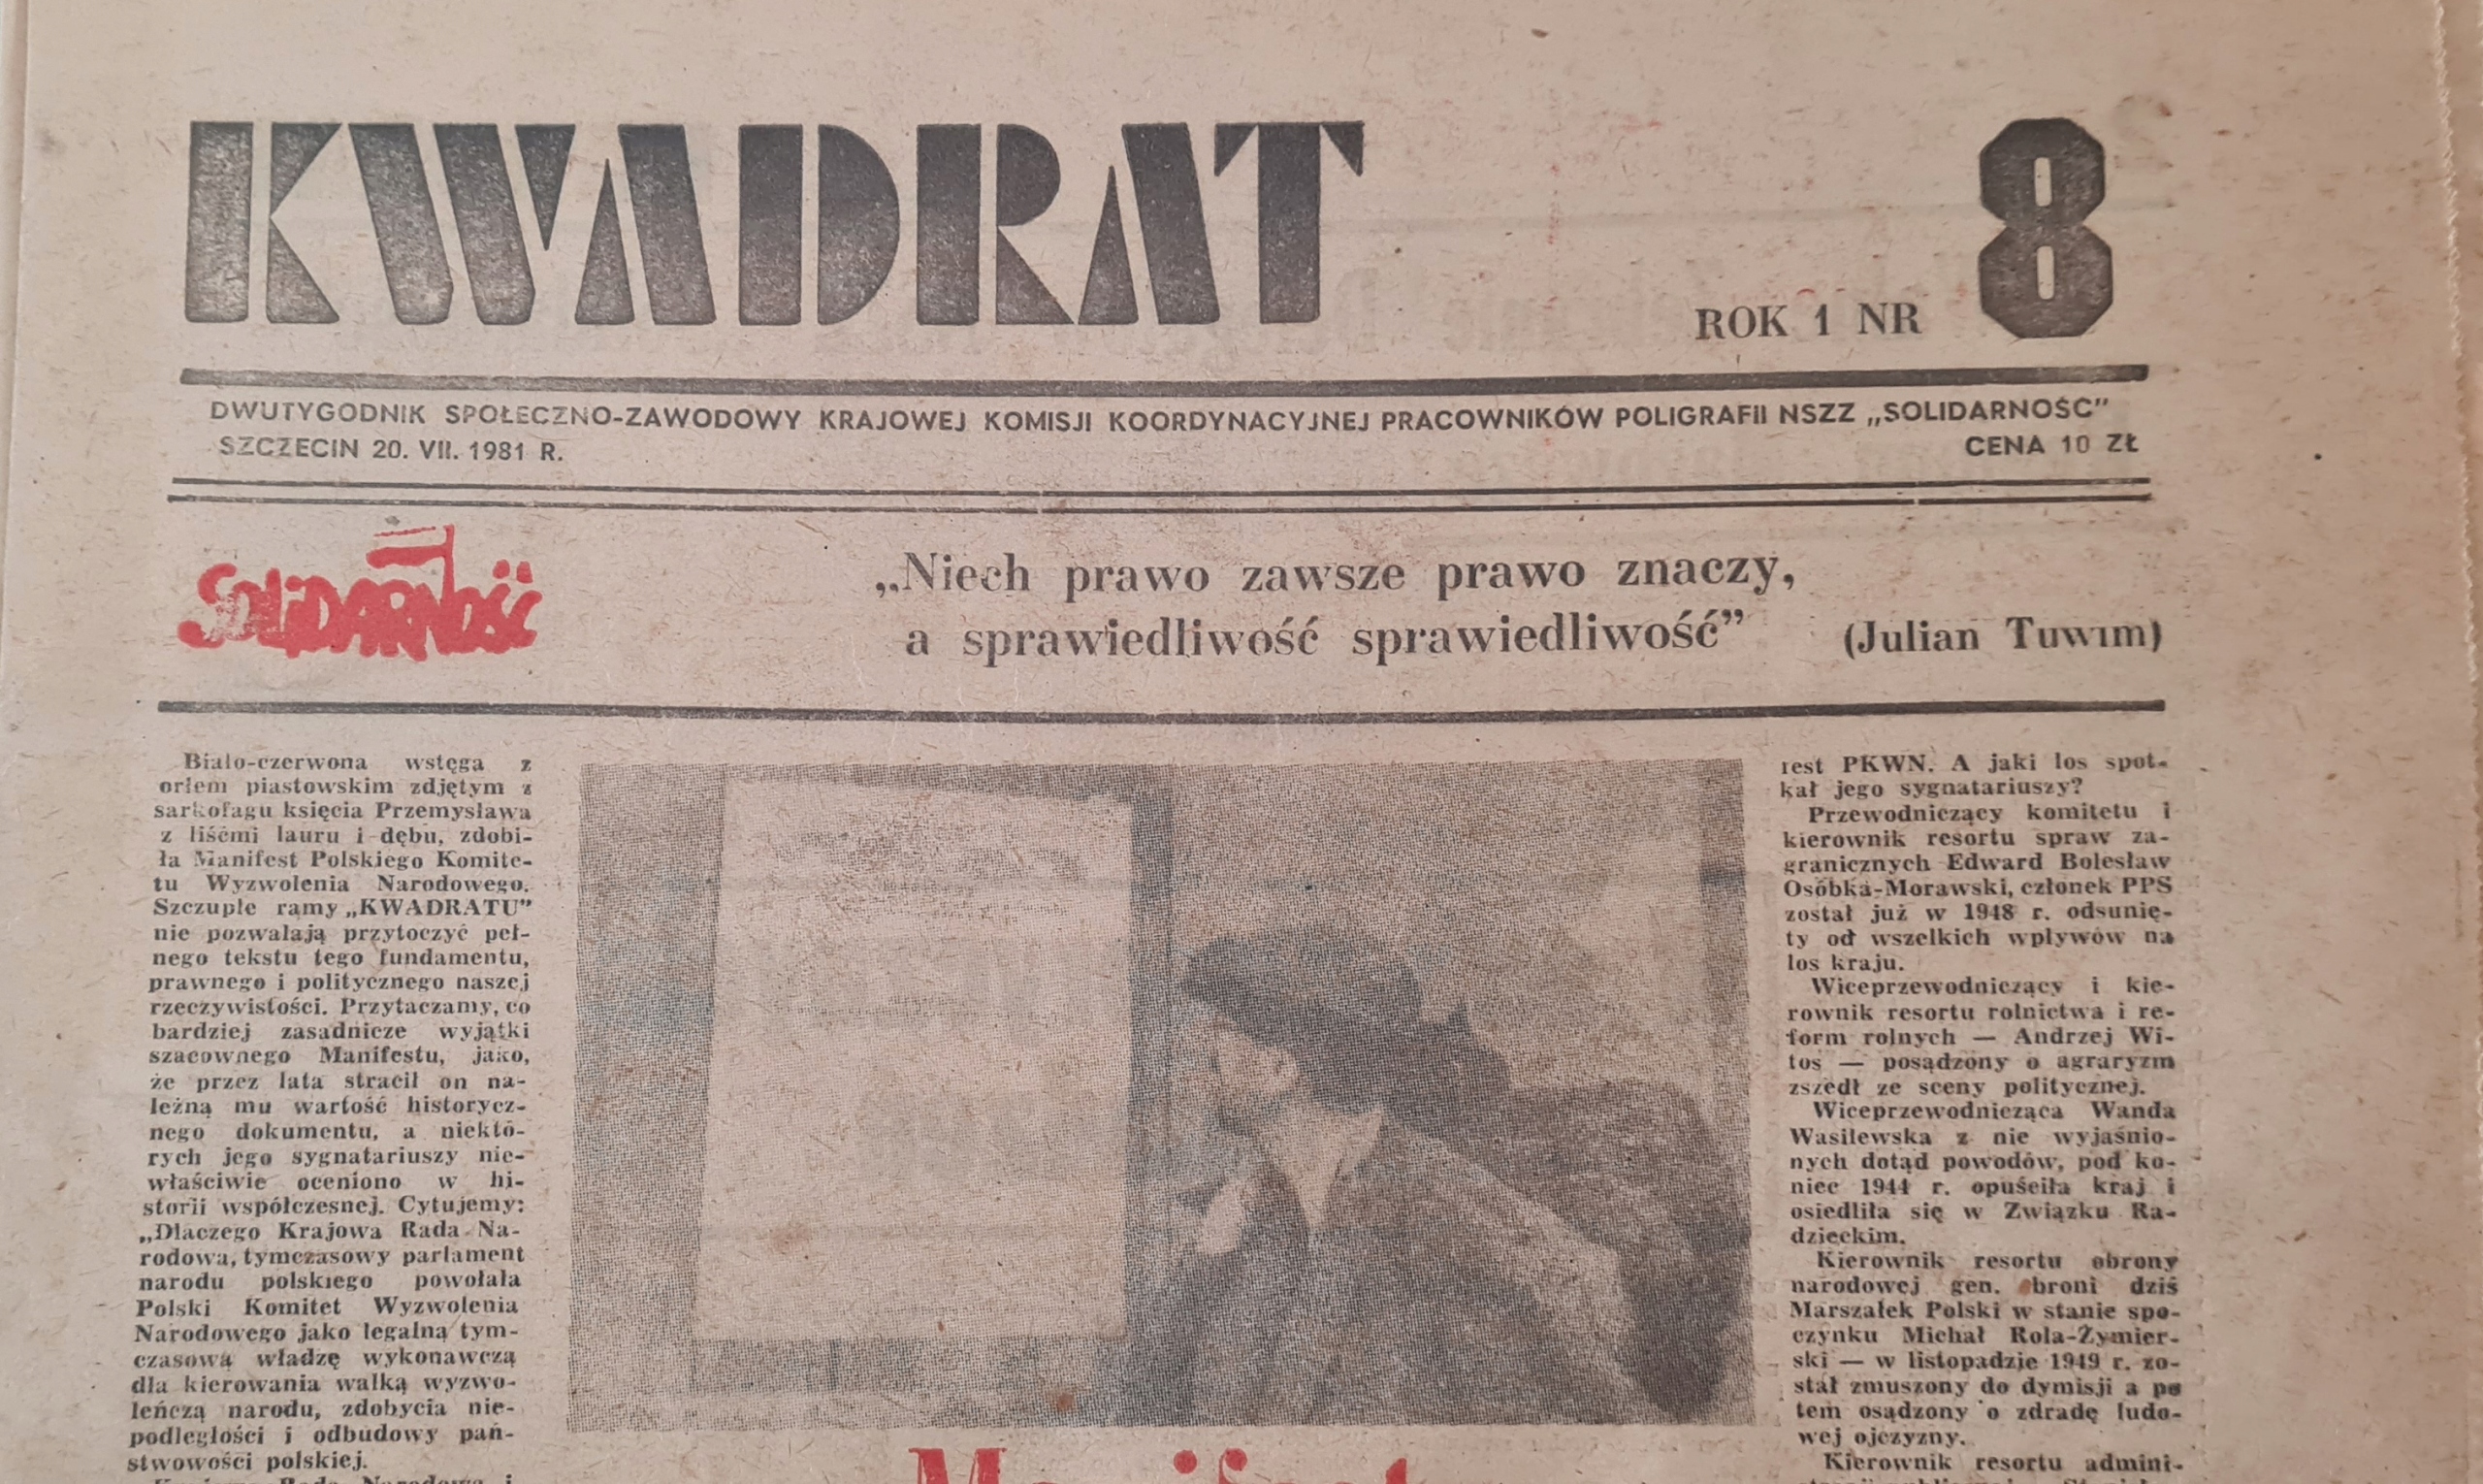 KWADRAT
ROK 1 NR 8
DWUTYGODNIK SPOŁECZNO-ZAWODOWY KRAJOWEJ KOMISJI KOORDYNACYJNEJ PRACOWNIKÓW POLIGRAFII NSZZ „SOLIDARNOŚĆ”
SZCZECIN 20. VII. 1981 R.
CENA 10 ZŁ
SOLIDARNOŚĆ
„Niech prawo zawsze prawo znaczy,
a sprawiedliwość sprawiedliwość”
(Julian Tuwim)
Biało-czerwona wstęga z
orłem piastowskim zdjętym z
sarkofagu księcia Przemysława
z liśćmi lauru i dębu, zdobi-
ła Manifest Polskiego Komite-
tu Wyzwolenia Narodowego.
Szczupłe ramy „KWADRATU”
nie pozwalają przytoczyć peł-
nego tekstu tego fundamentu,
prawnego i politycznego naszej
rzeczywistości. Przytaczamy, co
bardziej zasadnicze wyjątki
szacownego Manifestu, jako,
że przez lata stracił on na-
leżną mu wartość historycz-
nego dokumentu, a niektó-
rych jego sygnatariuszy nie-
właściwie oceniono w hi-
storii współczesnej. Cytujemy:
„Dlaczego Krajowa Rada Na-
rodowa, tymczasowy parlament
narodu polskiego powołała
Polski Komitet Wyzwolenia
Narodowego jako legalną tym-
czasową władzę wykonawczą
dla kierowania walką wyzwo-
leńczą narodu, zdobycia nie-
podległości i odbudowy pań-
stwowości polskiej.
Rada Narodowa i
Manifest
fest PKWN. A jaki los spot-
kał jego sygnatariuszy?
Przewodniczący komitetu i
kierownik resortu spraw za-
granicznych Edward Bolesław
Osóbka-Morawski, członek PPS
został już w 1948 r. odsunię-
ty od wszelkich wpływów na
los kraju.
Wiceprzewodniczący i kie-
rownik resortu rolnictwa i re-
form rolnych — Andrzej Wi-
tos — posądzony o agraryzm
zszedł ze sceny politycznej.
Wiceprzewodnicząca Wanda
Wasilewska z nie wyjaśnio-
nych dotąd powodów, pod ko-
niec 1944 r. opuściła kraj i
osiedliła się w Związku Ra-
dzieckim.
Kierownik resortu obrony
narodowej gen. broni dziś
Marszałek Polski w stanie spo-
czynku Michał Rola-Żymier-
ski — w listopadzie 1949 r. zo-
stał zmuszony do dymisji a po
tem osądzony o zdradę ludo-
wej ojczyzny.
Kierownik resortu admini-